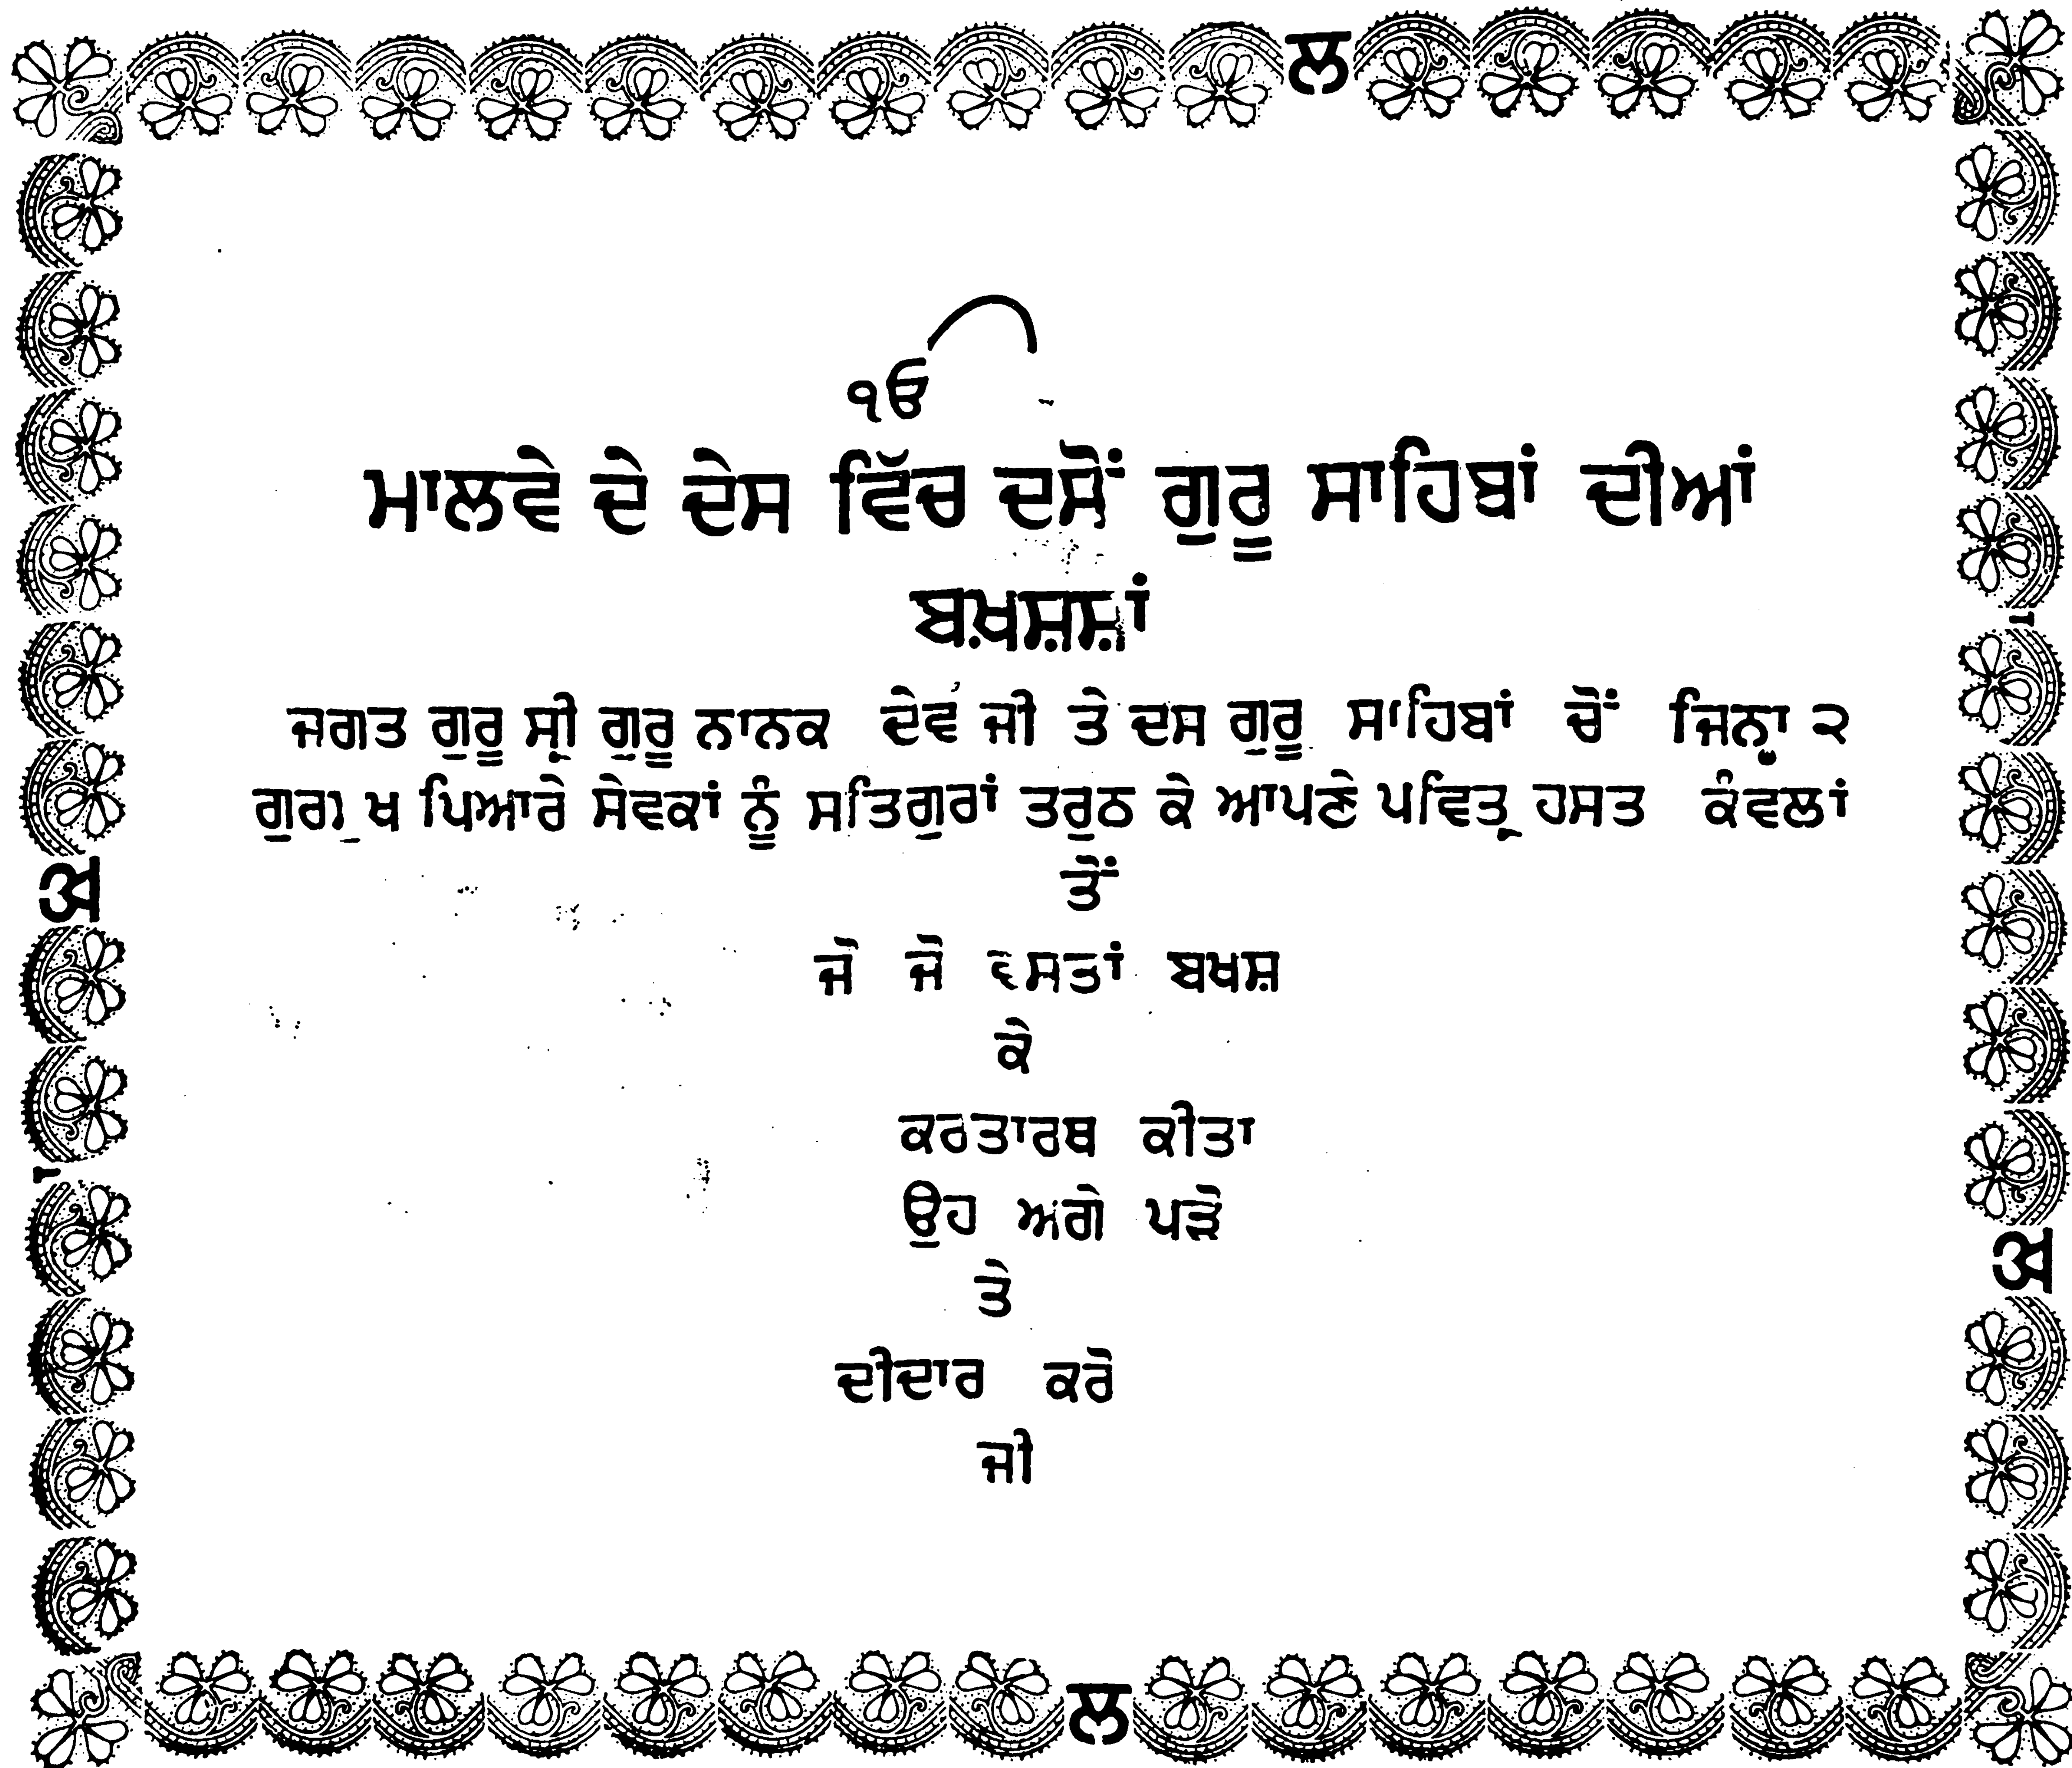 ਲ
ੴ
ਮਾਲਵੇ ਦੇ ਦੇਸ ਵਿੱਚ ਦਸੋਂ ਗੁਰੂ ਸਾਹਿਬਾਂ ਦੀਆਂ
ਬਖ਼ਸ਼ਸ਼ਾਂ
ਜਗਤ ਗੁਰੂ ਸ੍ਰੀ ਗੁਰੂ ਨਾਨਕ ਦੇਵ ਜੀ ਤੇ ਦਸ ਗੁਰੂ ਸਾਹਿਬਾਂ ਚੋਂ ਜਿਨ੍ਹਾਂ ੨
ਗੁਰਮੁਖ ਪਿਆਰੇ ਸੇਵਕਾਂ ਨੂੰ ਸਤਿਗੁਰਾਂ ਤਰੁਠ ਕੇ ਆਪਣੇ ਪਵਿਤ੍ਰ ਹਸਤ ਕੰਵਲਾਂ
ਤੋਂ
ਅ
ਜੋ ਜੋ ਵਸਤਾਂ ਬਖਸ਼
ਕੇ
ਕਰਤਾਰਥ ਕੀਤਾ
ਉਹ ਅਗੇ ਪੜੋ
ਅ
ਤੇ
ਦੀਦਾਰ ਕਰੋ
ਜੀ
ਲ